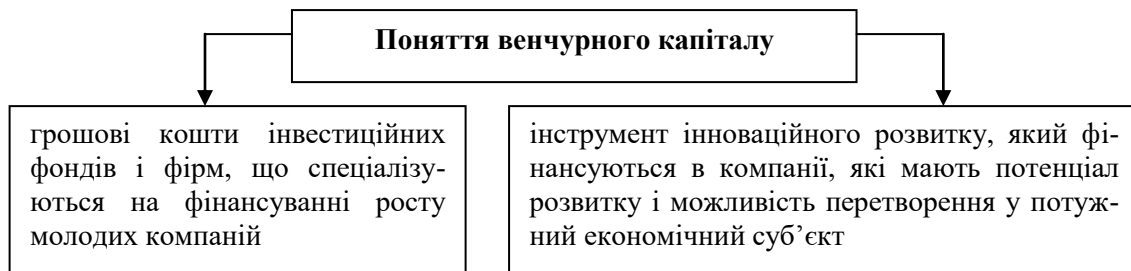 Поняття венчурного капіталу
грошові кошти інвестиційних
фондів і фірм, що спеціалізу-
ються на фінансуванні росту
молодих компаній
інструмент інноваційного розвитку, який фі-
нансуються в компанії, які мають потенціал
розвитку і можливість перетворення у потуж-
ний економічний суб’єкт